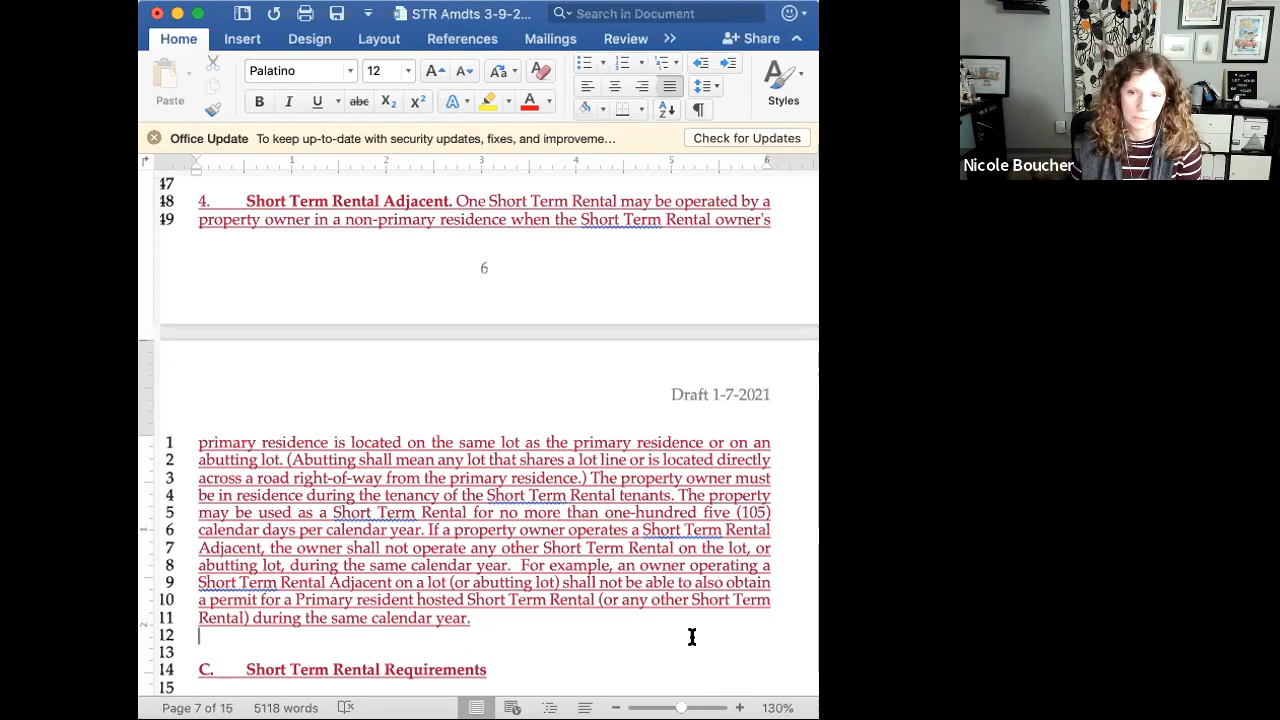 STR Amdts 3-9-2...
Search in Document
Home Insert Design Layout References Mailings Review >> Share
Paste
Palatino 12
Styles
Office Update To keep up-to-date with security updates, fixes, and improveme... Check for Updates
1 2 3 4 5 6
47
48 4. Short Term Rental Adjacent. One Short Term Rental may be operated by a
49 property owner in a non-primary residence when the Short Term Rental owner's
6
Draft 1-7-2021
1 primary residence is located on the same lot as the primary residence or on an
2 abutting lot. (Abutting shall mean any lot that shares a lot line or is located directly
3 across a road right-of-way from the primary residence.) The property owner must
4 be in residence during the tenancy of the Short Term Rental tenants. The property
5 may be used as a Short Term Rental for no more than one-hundred five (105)
6 calendar days per calendar year. If a property owner operates a Short Term Rental
7 Adjacent, the owner shall not operate any other Short Term Rental on the lot, or
8 abutting lot, during the same calendar year. For example, an owner operating a
9 Short Term Rental Adjacent on a lot (or abutting lot) shall not be able to also obtain
10 a permit for a Primary resident hosted Short Term Rental (or any other Short Term
11 Rental) during the same calendar year.
12
13
14 C. Short Term Rental Requirements
15
Page 7 of 15 5118 words 130%
Nicole Boucher